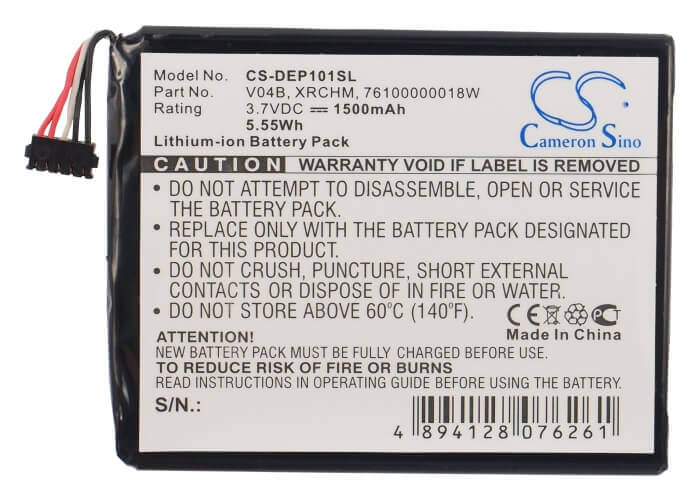 Model No. CS-DEP101SL
Part No. V04B, XRCHM, 76100000018W
Rating 3.7VDC ⎓ 1500mAh
5.55Wh
Lithium-ion Battery Pack
CS
Cameron Sino
CAUTION: WARRANTY VOID IF LABEL IS REMOVED
• DO NOT ATTEMPT TO DISASSEMBLE, OPEN OR SERVICE
THE BATTERY PACK.
• REPLACE ONLY WITH THE BATTERY PACK DESIGNATED
FOR THIS PRODUCT.
• DO NOT CRUSH, PUNCTURE, SHORT EXTERNAL
CONTACTS OR DISPOSE OF IN FIRE OR WATER.
• DO NOT STORE ABOVE 60°C (140°F).
CE
PC
Made In China
ATTENTION!
NEW BATTERY PACK, MUST BE FULLY CHARGED BEFORE USE.
TO REDUCE RISK OF FIRE OR BURNS.
READ INSTRUCTIONS IN OPERATING GUIDE BEFORE USING BATTERY PACK.
S/N.:
4 894128 076261